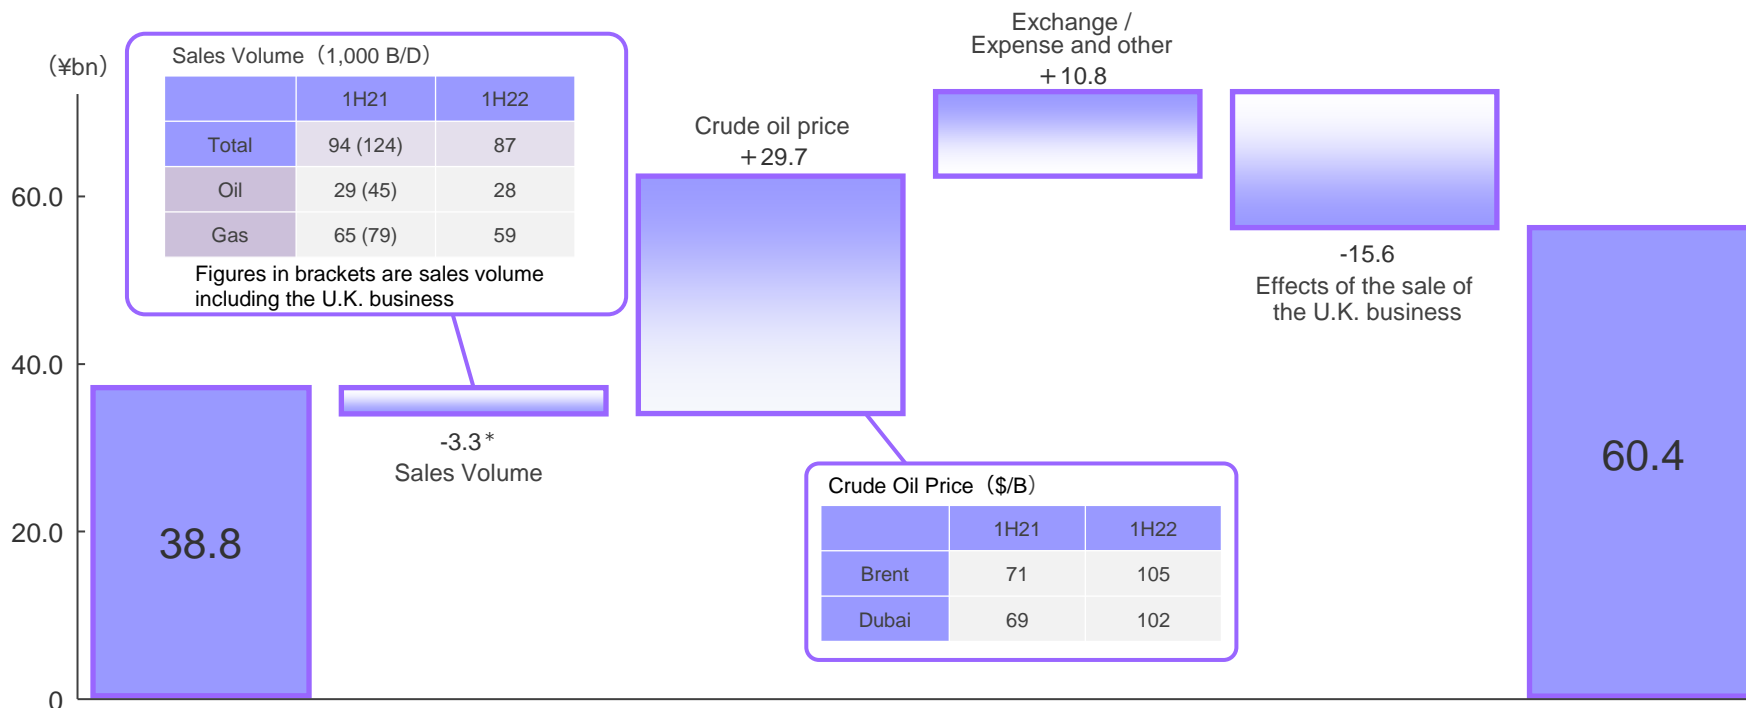 （¥bn）
60.0
40.0
20.0
0
Sales Volume（1,000 B/D）
1H21 1H22
Total 94 (124) 87
Oil 29 (45) 28
Gas 65 (79) 59
Figures in brackets are sales volume
including the U.K. business
38.8
-3.3＊
Sales Volume
Crude oil price
＋29.7
Crude Oil Price（$/B）
1H21 1H22
Brent 71 105
Dubai 69 102
Exchange /
Expense and other
＋10.8
-15.6
Effects of the sale of
the U.K. business
60.4